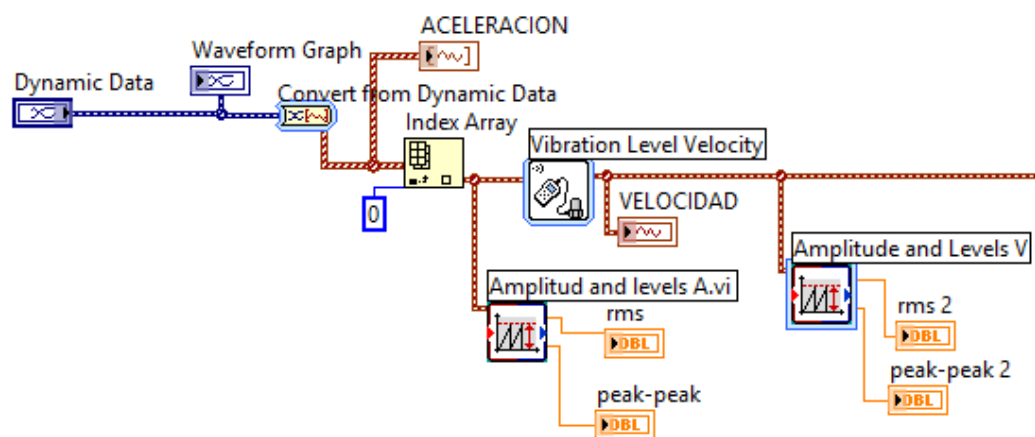 ACELERACION
Waveform Graph
Dynamic Data
Convert from Dynamic Data
Index Array
Vibration Level Velocity
0
VELOCIDAD
Amplitude and Levels V
Amplitud and levels A.vi
rms
DBL
rms 2
DBL
peak-peak
DBL
peak-peak 2
DBL